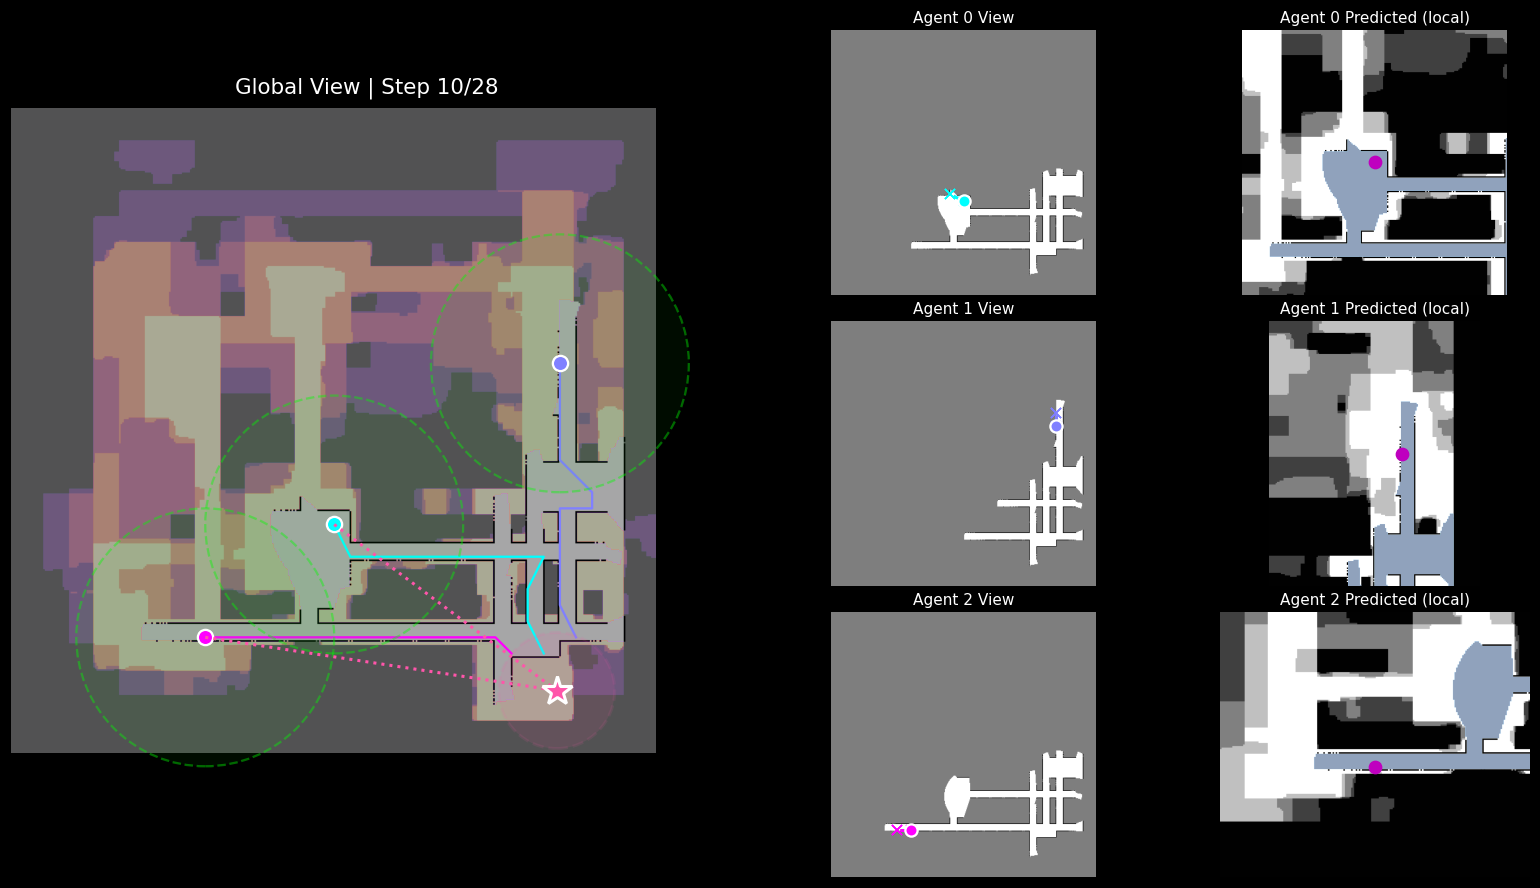 Global View | Step 10/28
Agent 0 View
Agent 0 Predicted (local)
Agent 1 View
Agent 1 Predicted (local)
Agent 2 View
Agent 2 Predicted (local)